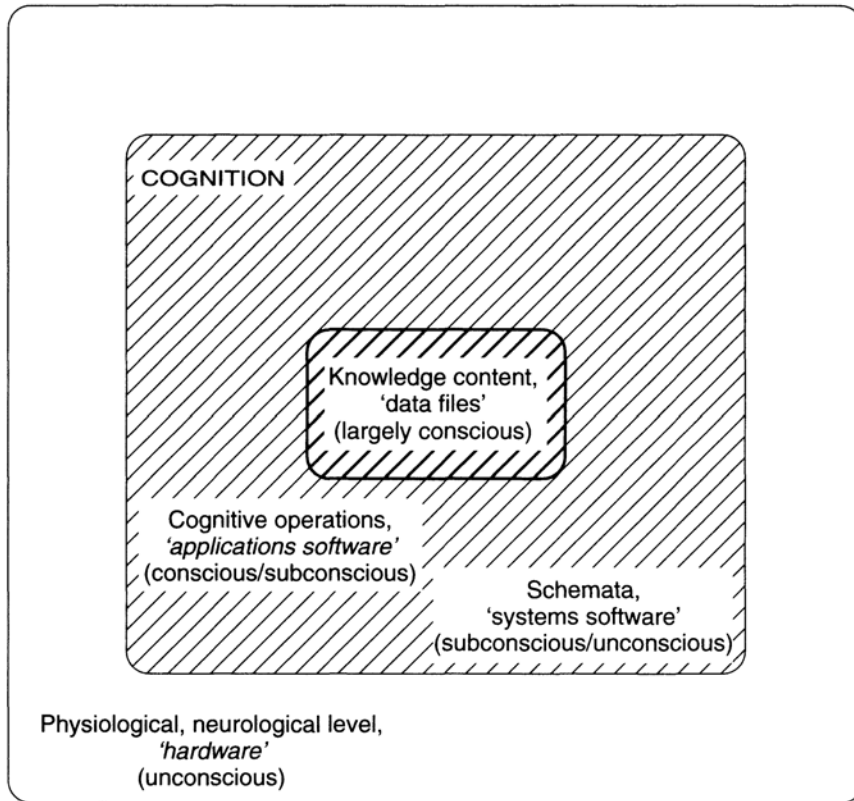 COGNITION
Knowledge content,
‘data files’
(largely conscious)
Cognitive operations,
‘applications software’
(conscious/subconscious)
Schemata,
‘systems software’
(subconscious/unconscious)
Physiological, neurological level,
‘hardware’
(unconscious)